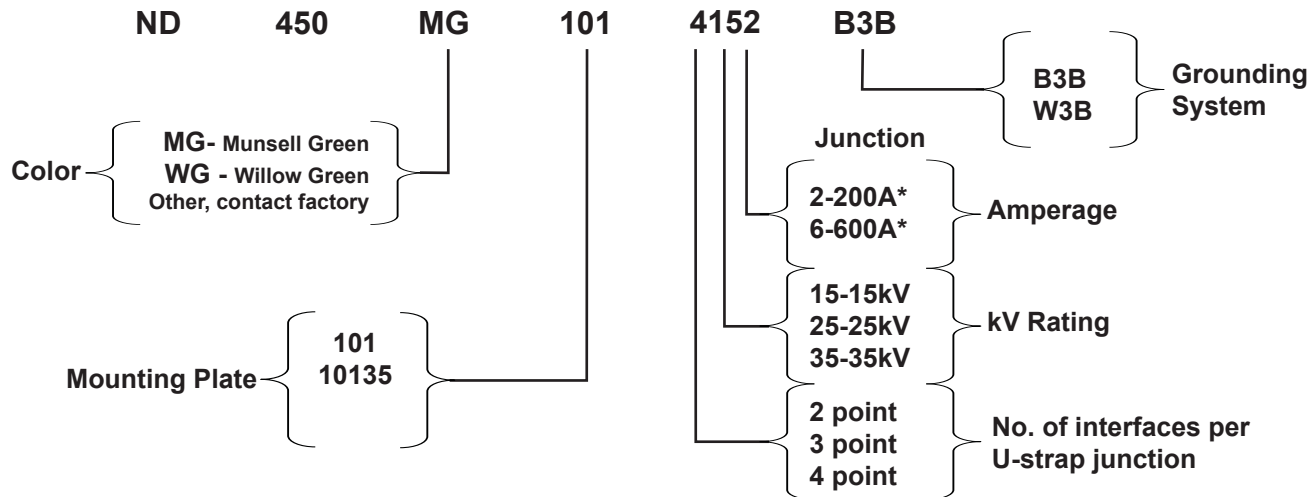 ND 450 MG 101 4152 B3B
B3B
W3B
Grounding
System
Color
MG- Munsell Green
WG - Willow Green
Other, contact factory
Junction
2-200A*
6-600A*
Amperage
15-15kV
25-25kV
35-35kV
kV Rating
Mounting Plate
101
10135
2 point
3 point
4 point
No. of interfaces per
U-strap junction